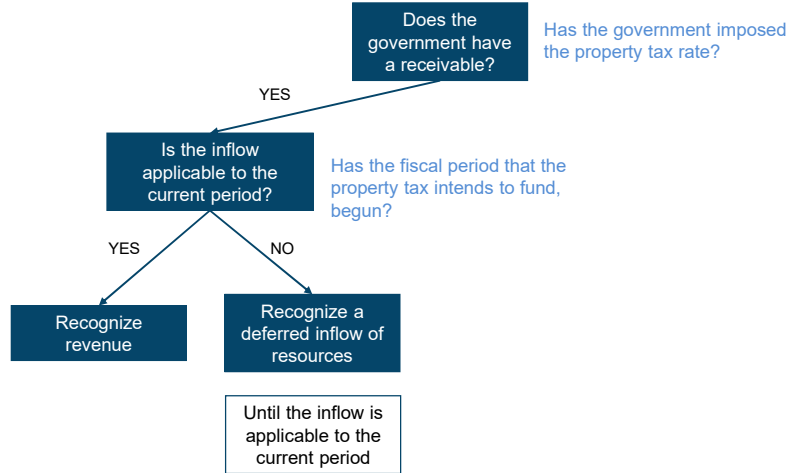 Does the
government have
a receivable?
Has the government imposed
the property tax rate?
YES
Is the inflow
applicable to the
current period?
Has the fiscal period that the
property tax intends to fund,
begun?
YES
NO
Recognize
revenue
Recognize a
deferred inflow of
resources
Until the inflow is
applicable to the
current period